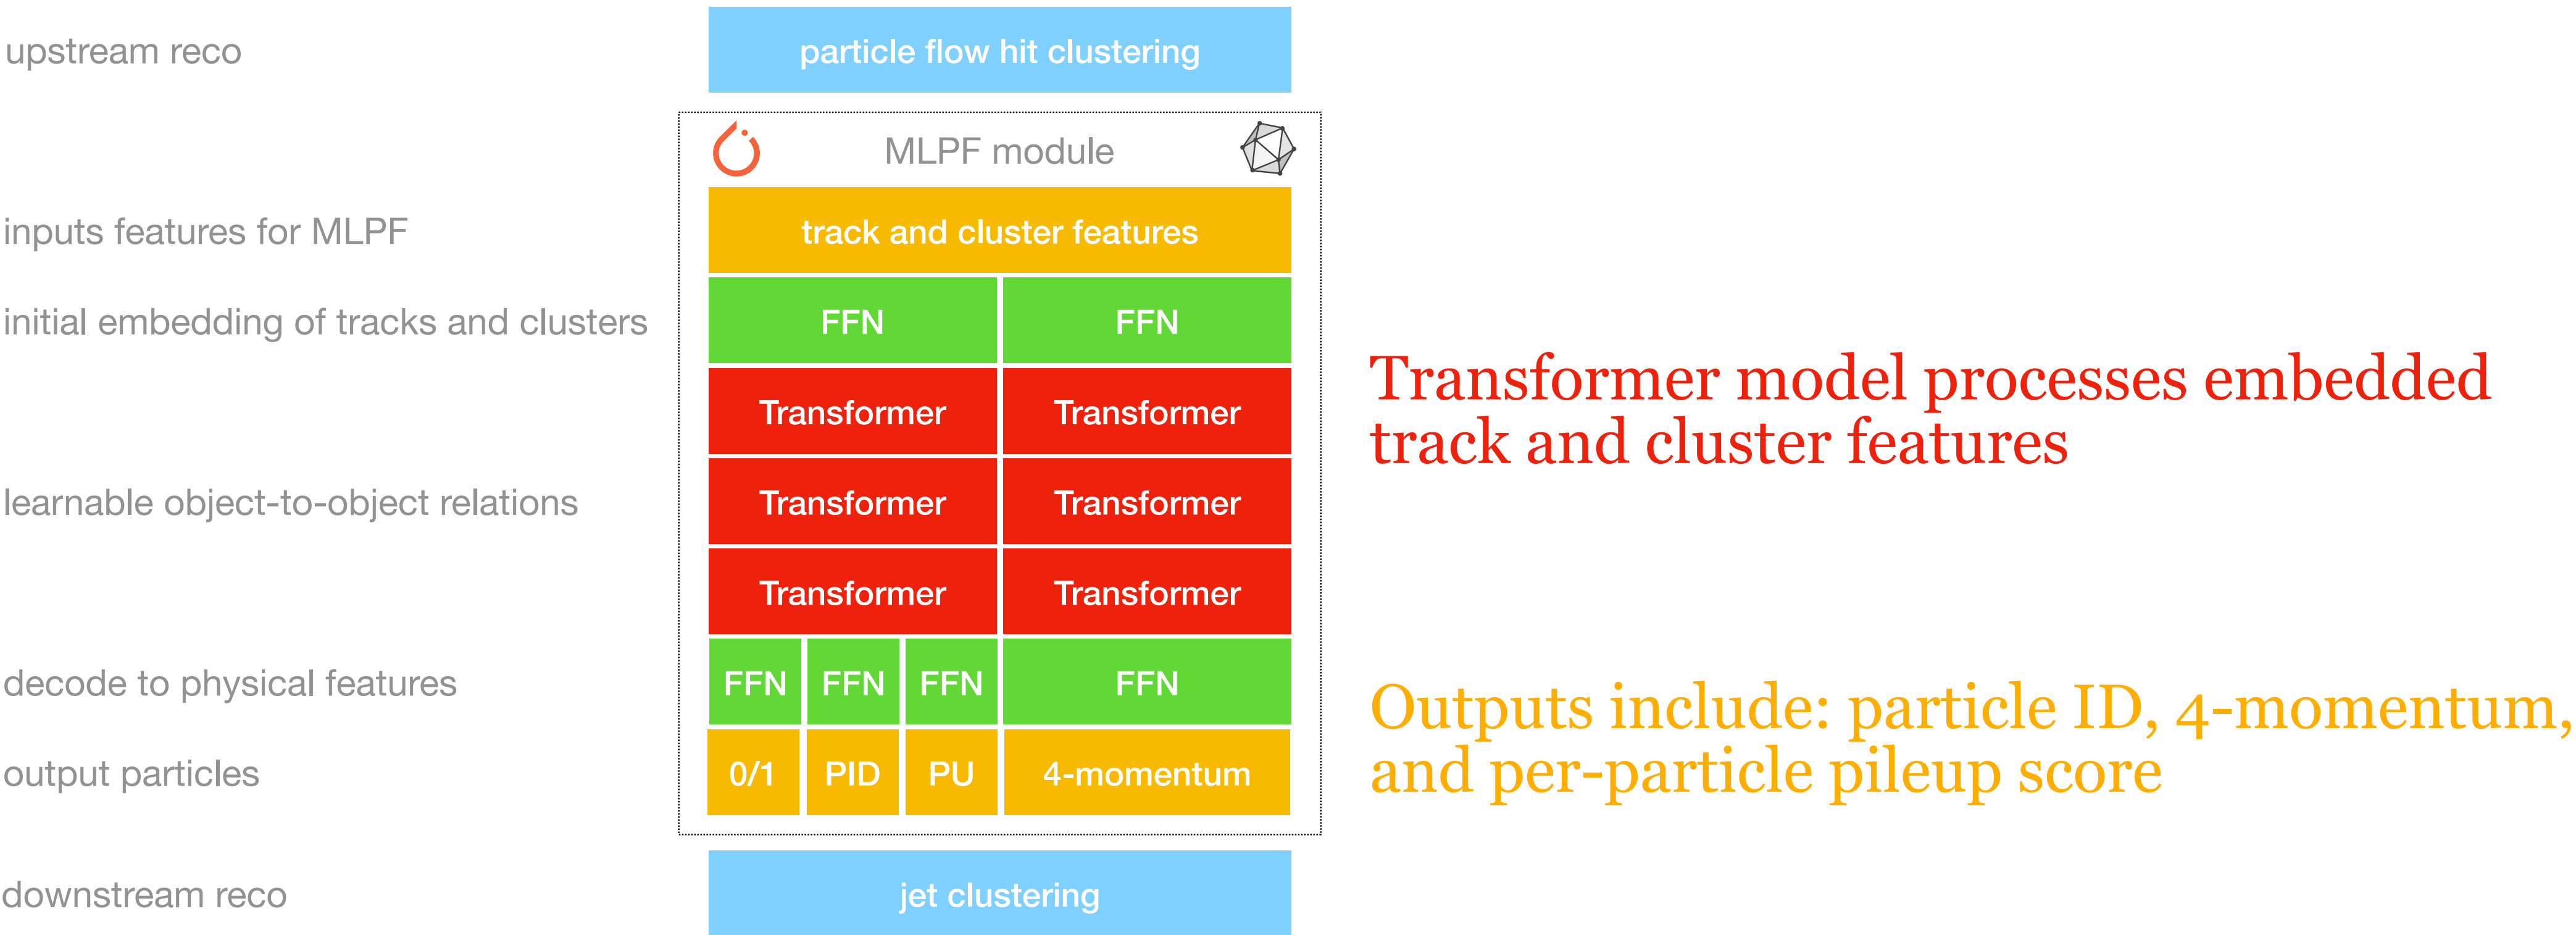 upstream reco
particle flow hit clustering
MLPF module
inputs features for MLPF
track and cluster features
initial embedding of tracks and clusters
FFN FFN
Transformer Transformer
Transformer model processes embedded
track and cluster features
learnable object-to-object relations
Transformer Transformer
Transformer Transformer
decode to physical features
FFN FFN FFN FFN
Outputs include: particle ID, 4-momentum,
and per-particle pileup score
output particles
0/1 PID PU 4-momentum
downstream reco
jet clustering